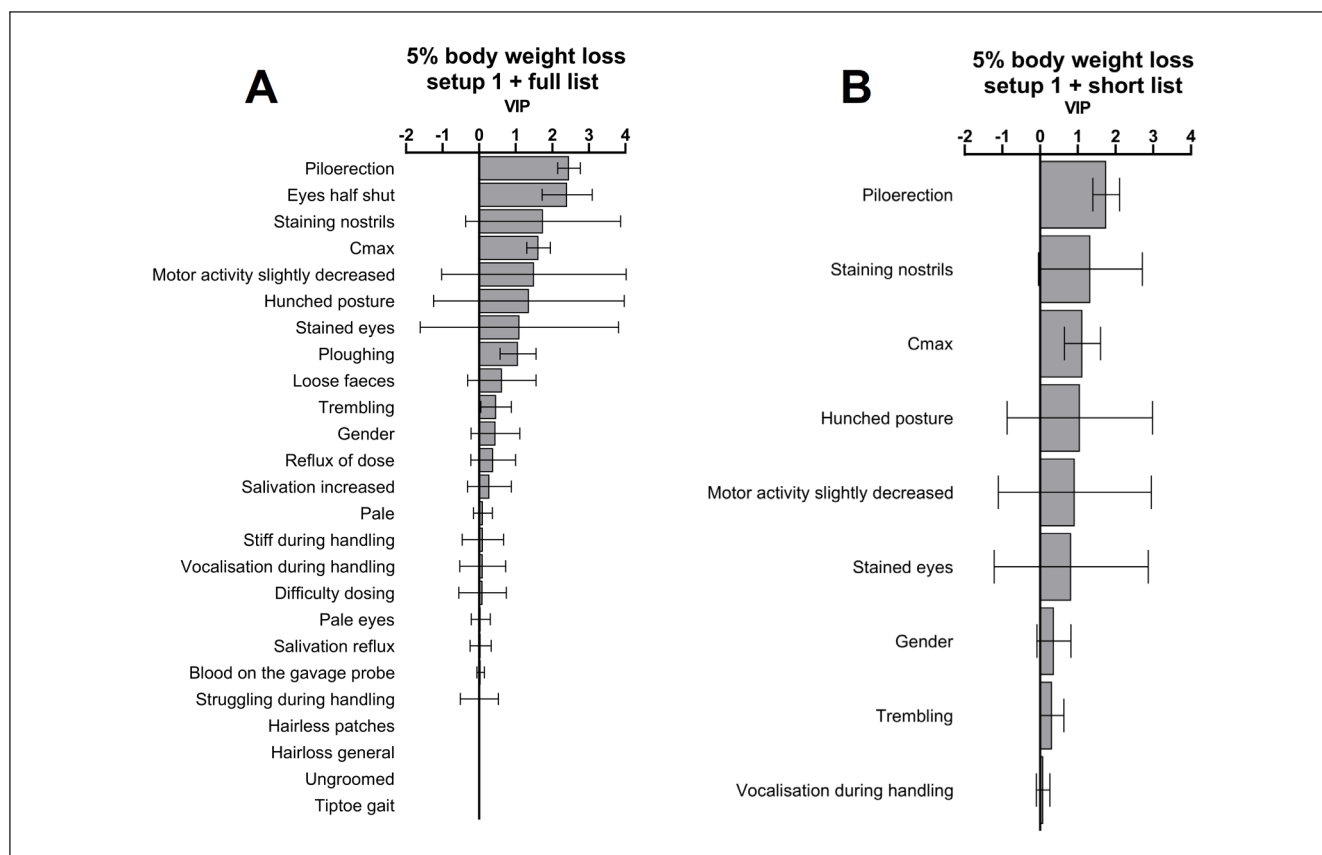 A
5% body weight loss
setup 1 + full list
VIP
-2 -1 0 1 2 3 4
Piloerection
Eyes half shut
Staining nostrils
Cmax
Motor activity slightly decreased
Hunched posture
Stained eyes
Ploughing
Loose faeces
Trembling
Gender
Reflux of dose
Salivation increased
Pale
Stiff during handling
Vocalisation during handling
Difficulty dosing
Pale eyes
Salivation reflux
Blood on the gavage probe
Struggling during handling
Hairless patches
Hairloss general
Ungroomed
Tiptoe gait
B
5% body weight loss
setup 1 + short list
VIP
-2 -1 0 1 2 3 4
Piloerection
Staining nostrils
Cmax
Hunched posture
Motor activity slightly decreased
Stained eyes
Gender
Trembling
Vocalisation during handling